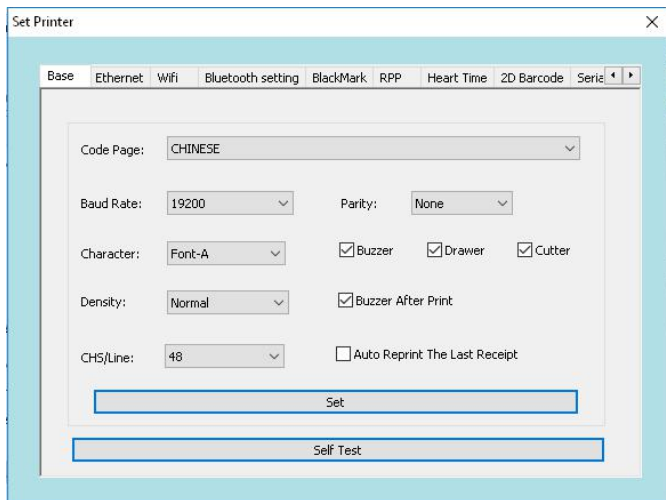 Set Printer
Base Ethernet Wifi Bluetooth setting BlackMark RPP Heart Time 2D Barcode
Code Page: CHINESE
Baud Rate: 19200 Parity: None
Character: Font-A Buzzer Drawer Cutter
Density: Normal Buzzer After Print
CHS/Line: 48 Auto Reprint The Last Receipt
Set
Self Test